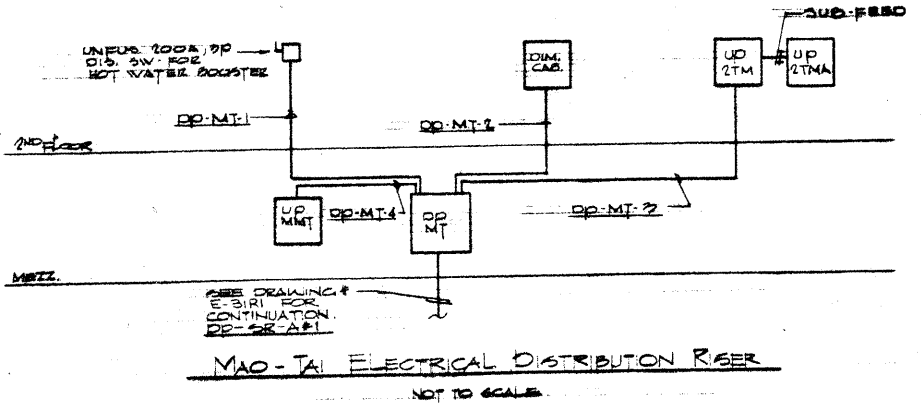 SUB-FEED
UNFUS. 200A, 3P
DIS. SW. FOR
HOT WATER BOOSTER
DIM.
CAB.
UP
2TM
UP
2TMA
DP-MT-1
DP-MT-2
2ND FLOOR
UP
MMT
DP-MT-4
DP
MT
DP-MT-3
MEZZ.
SEE DRAWING #
E-31R1 FOR
CONTINUATION.
DP-SR-A#1
MAO-TAI ELECTRICAL DISTRIBUTION RISER
NOT TO SCALE